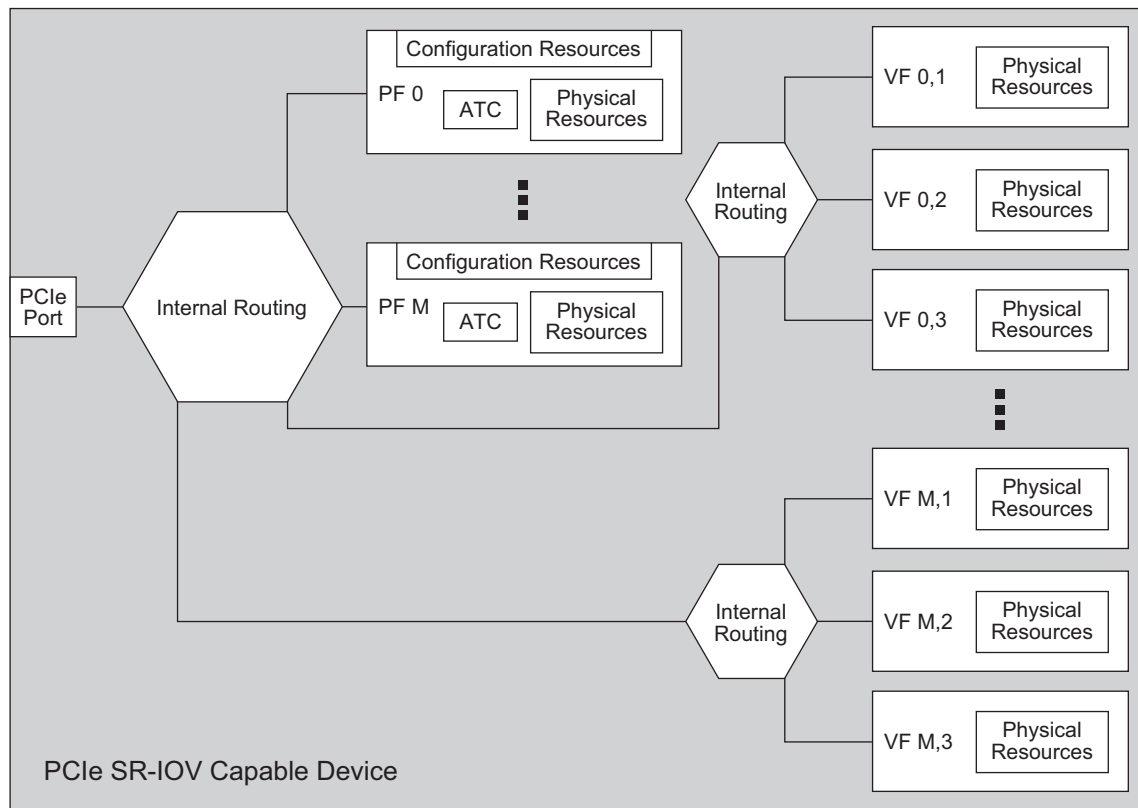 Configuration Resources
PF 0
ATC
Physical
Resources
Configuration Resources
PF M
ATC
Physical
Resources
PCIe
Port
Internal Routing
Internal
Routing
VF 0,1
Physical
Resources
VF 0,2
Physical
Resources
VF 0,3
Physical
Resources
Internal
Routing
VF M,1
Physical
Resources
VF M,2
Physical
Resources
VF M,3
Physical
Resources
PCIe SR-IOV Capable Device